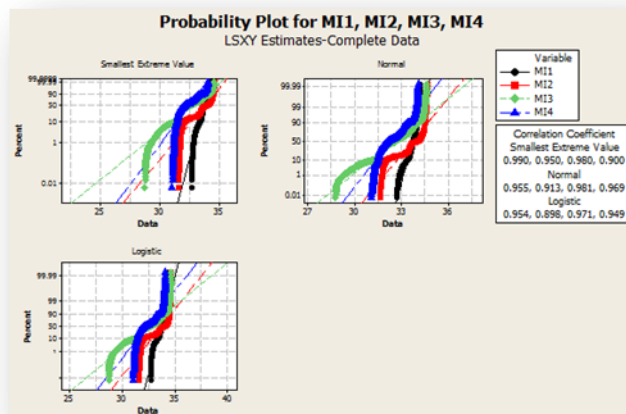 Probability Plot for MI1, MI2, MI3, MI4
LSXY Estimates-Complete Data
Smallest Extreme Value
99.9999
99
90
50
10
1
0.01
Percent
25 30 35
Data
Normal
99.99
99
90
50
10
1
0.01
Percent
27 30 33 36
Data
Variable
MI1
MI2
MI3
MI4
Correlation Coefficient
Smallest Extreme Value
0.990, 0.950, 0.980, 0.900
Normal
0.955, 0.913, 0.981, 0.969
Logistic
0.954, 0.898, 0.971, 0.949
Logistic
99.99
99
90
50
10
1
Percent
25 30 35 40
Data